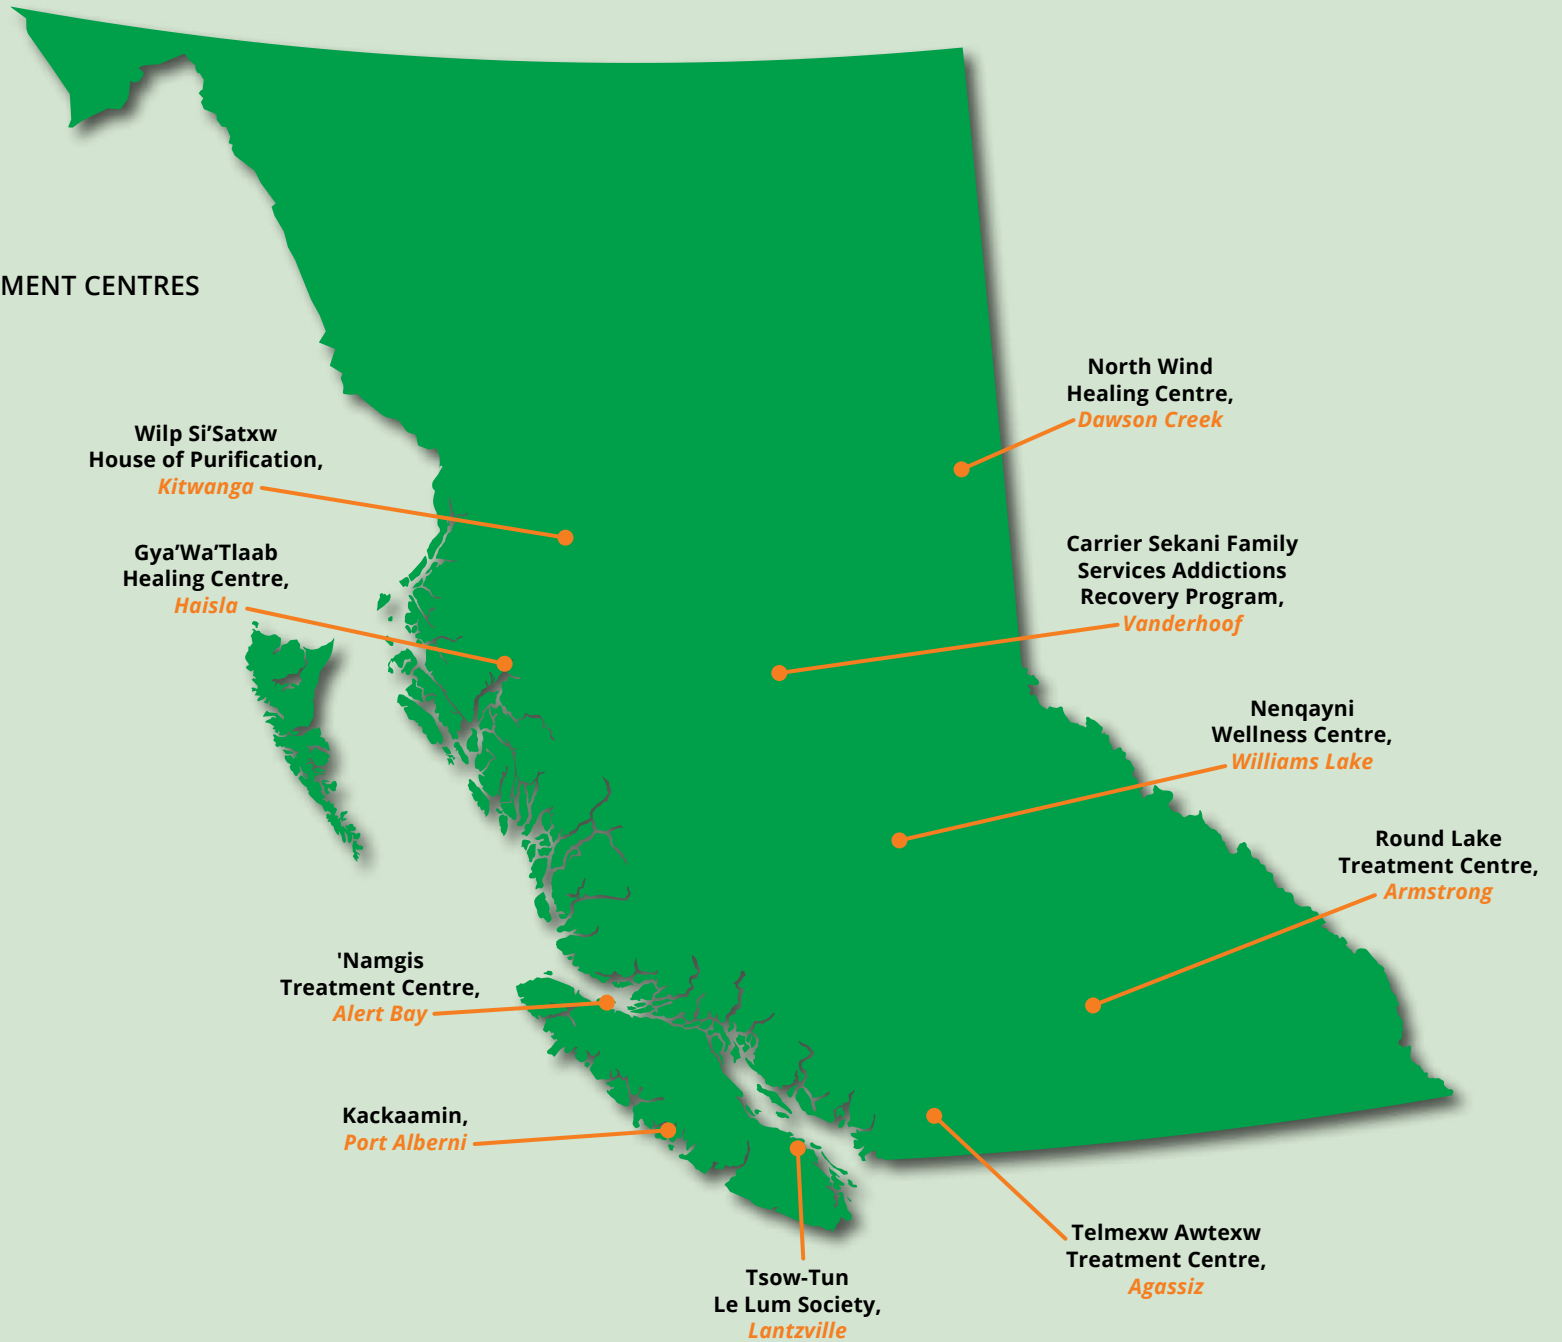 MENT CENTRES
North Wind
Healing Centre,
Dawson Creek
Wilp Si’Satxw
House of Purification,
Kitwanga
Gya’Wa’Tlaab
Healing Centre,
Haisla
Carrier Sekani Family
Services Addictions
Recovery Program,
Vanderhoof
Nenqayni
Wellness Centre,
Williams Lake
Round Lake
Treatment Centre,
Armstrong
'Namgis
Treatment Centre,
Alert Bay
Kackaamin,
Port Alberni
Telmexw Awtexw
Treatment Centre,
Agassiz
Tsow-Tun
Le Lum Society,
Lantzville